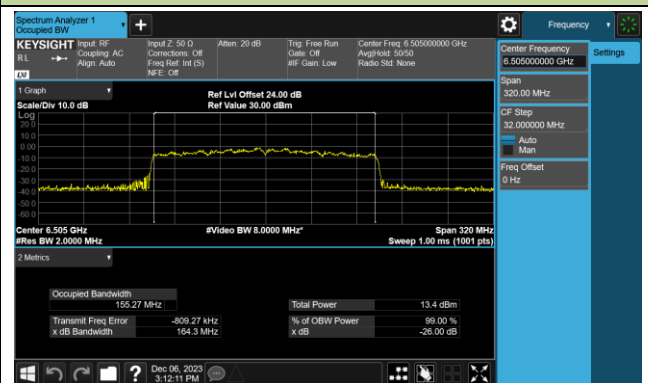 Spectrum Analyzer 1
Occupied BW
Frequency
KEYSIGHT
RL
Input: RF
Coupling: AC
Align: Auto
Input Z: 50 Ω
Corrections: Off
Freq Ref: Int (S)
NFE: Off
Atten: 20 dB
Trig: Free Run
Gate: Off
#IF Gain: Low
Center Freq: 6.505000000 GHz
Avg|Hold: 50/50
Radio Std: None
Center Frequency
6.505000000 GHz
Settings
Span
320.00 MHz
CF Step
32.000000 MHz
Auto
Man
Freq Offset
0 Hz
1 Graph
Scale/Div 10.0 dB
Ref Lvl Offset 24.00 dB
Ref Value 30.00 dBm
Log
20.0
10.0
0.00
-10.0
-20.0
-30.0
-40.0
-50.0
-60.0
Center 6.505 GHz
#Video BW 8.0000 MHz*
Span 320 MHz
#Res BW 2.0000 MHz
Sweep 1.00 ms (1001 pts)
2 Metrics
Occupied Bandwidth
155.27 MHz
Total Power 13.4 dBm
Transmit Freq Error -809.27 kHz
% of OBW Power 99.00 %
x dB Bandwidth 164.3 MHz
x dB -26.00 dB
?
Dec 06, 2023
3:12:11 PM